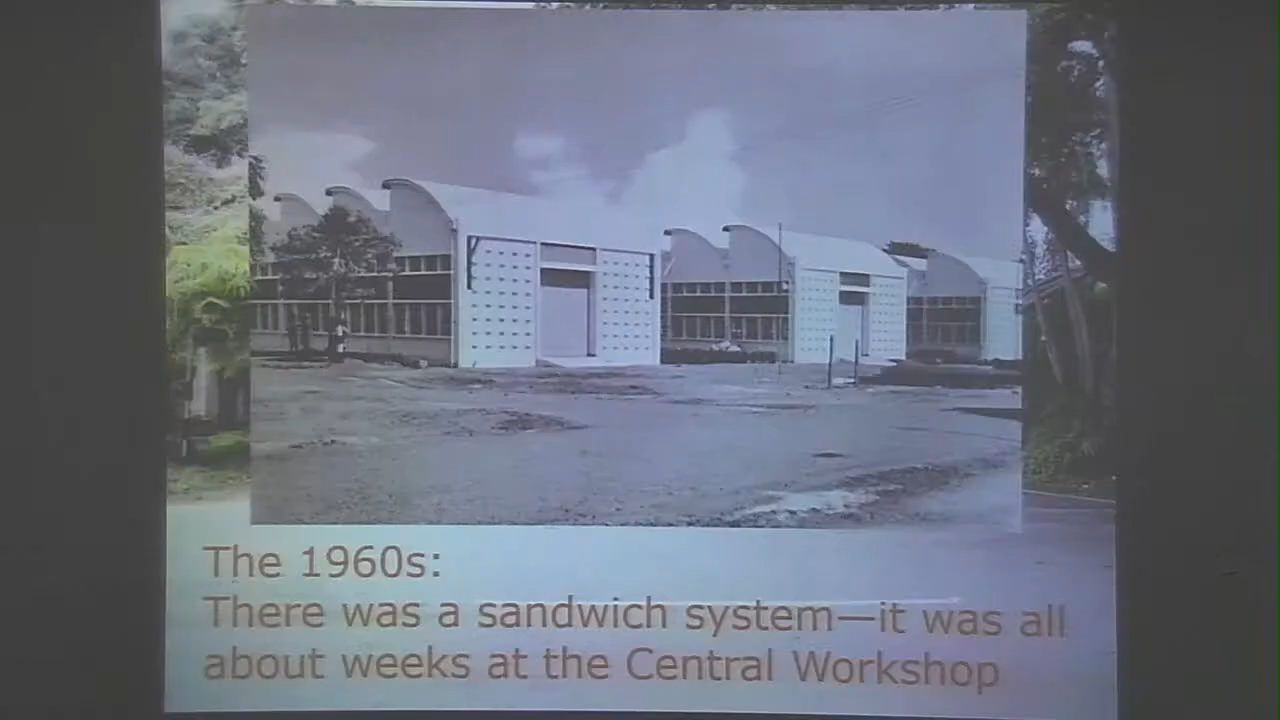 The 1960s:
There was a sandwich system—it was all
about weeks at the Central Workshop